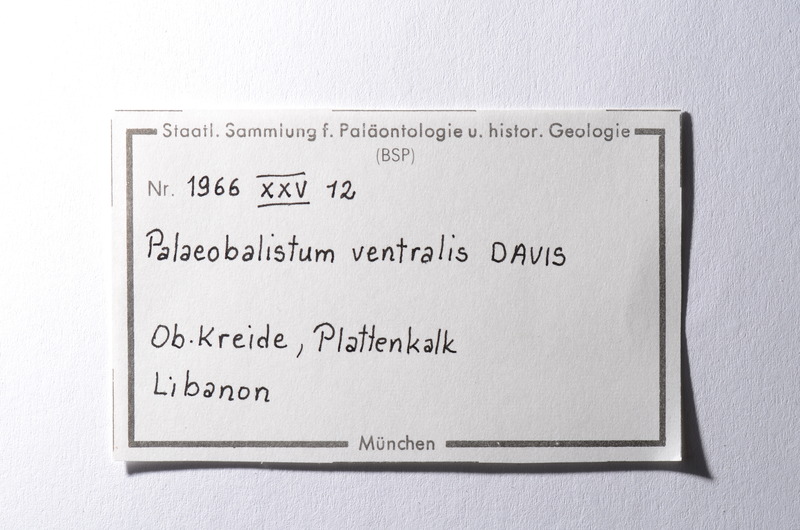 Staatl. Sammlung f. Paläontologie u. histor. Geologie
(BSP)
Nr. 1966 XXV 12
Palaeobalistum ventralis DAVIS
Ob. Kreide, Plattenkalk
Libanon
München